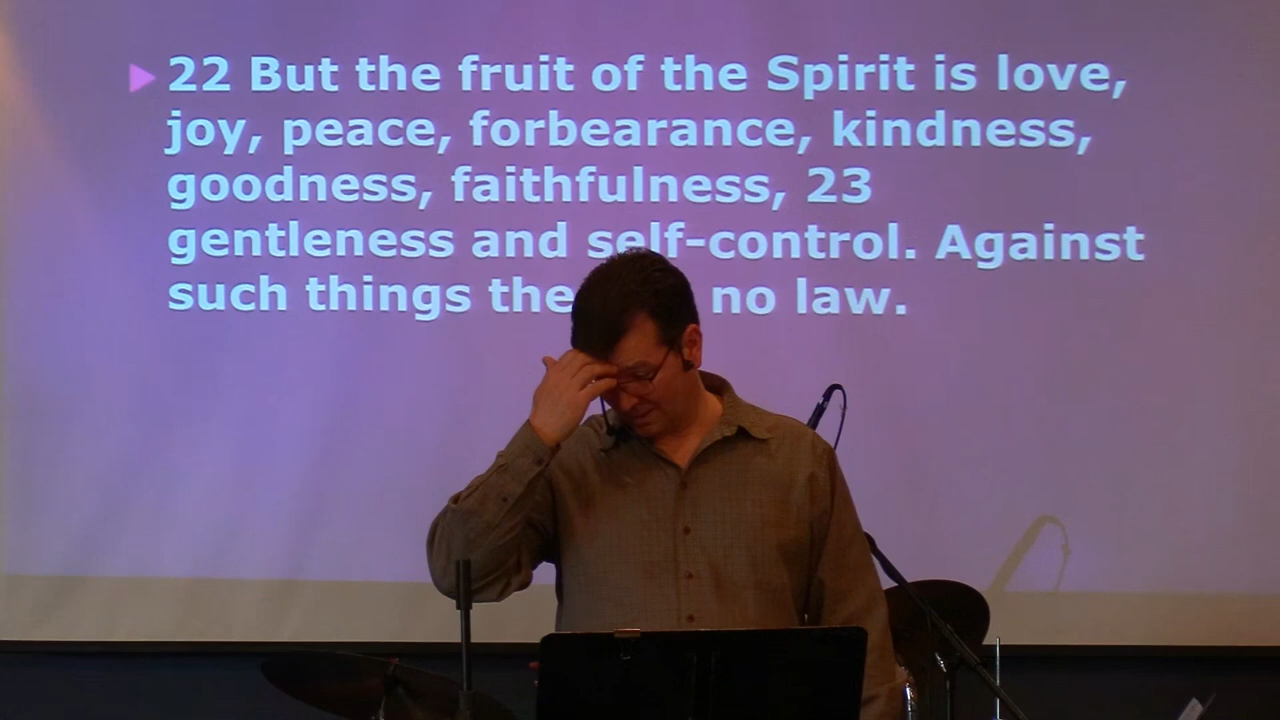 22 But the fruit of the Spirit is love,
joy, peace, forbearance, kindness,
goodness, faithfulness, 23
gentleness and self-control. Against
such things the no law.